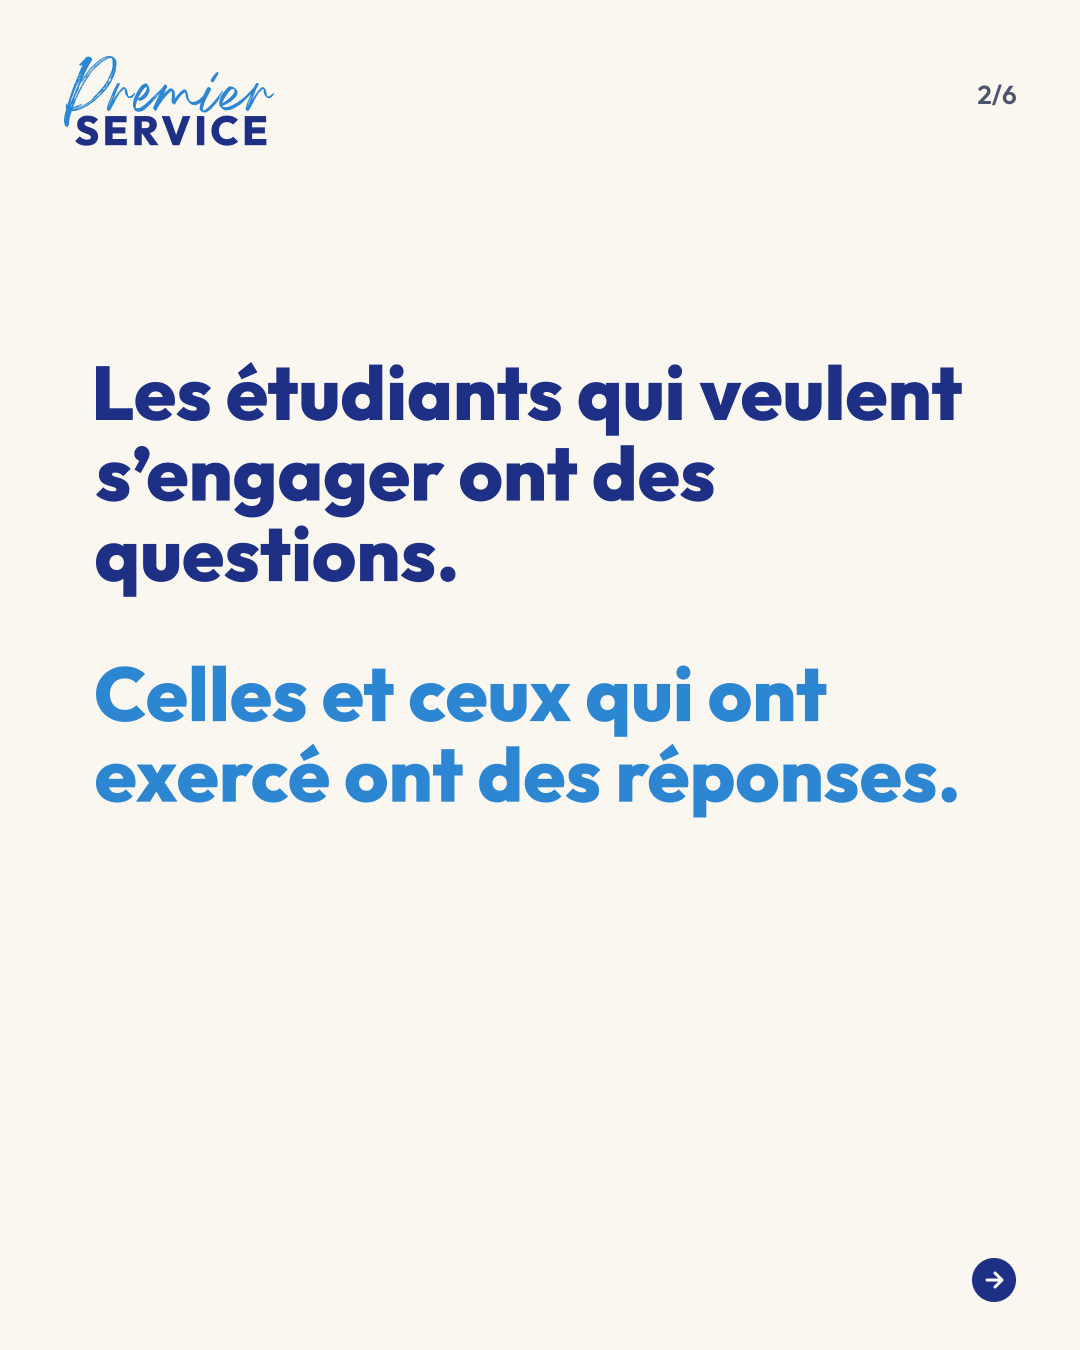 Premier
SERVICE
2/6
Les étudiants qui veulent
s’engager ont des
questions.
Celles et ceux qui ont
exercé ont des réponses.